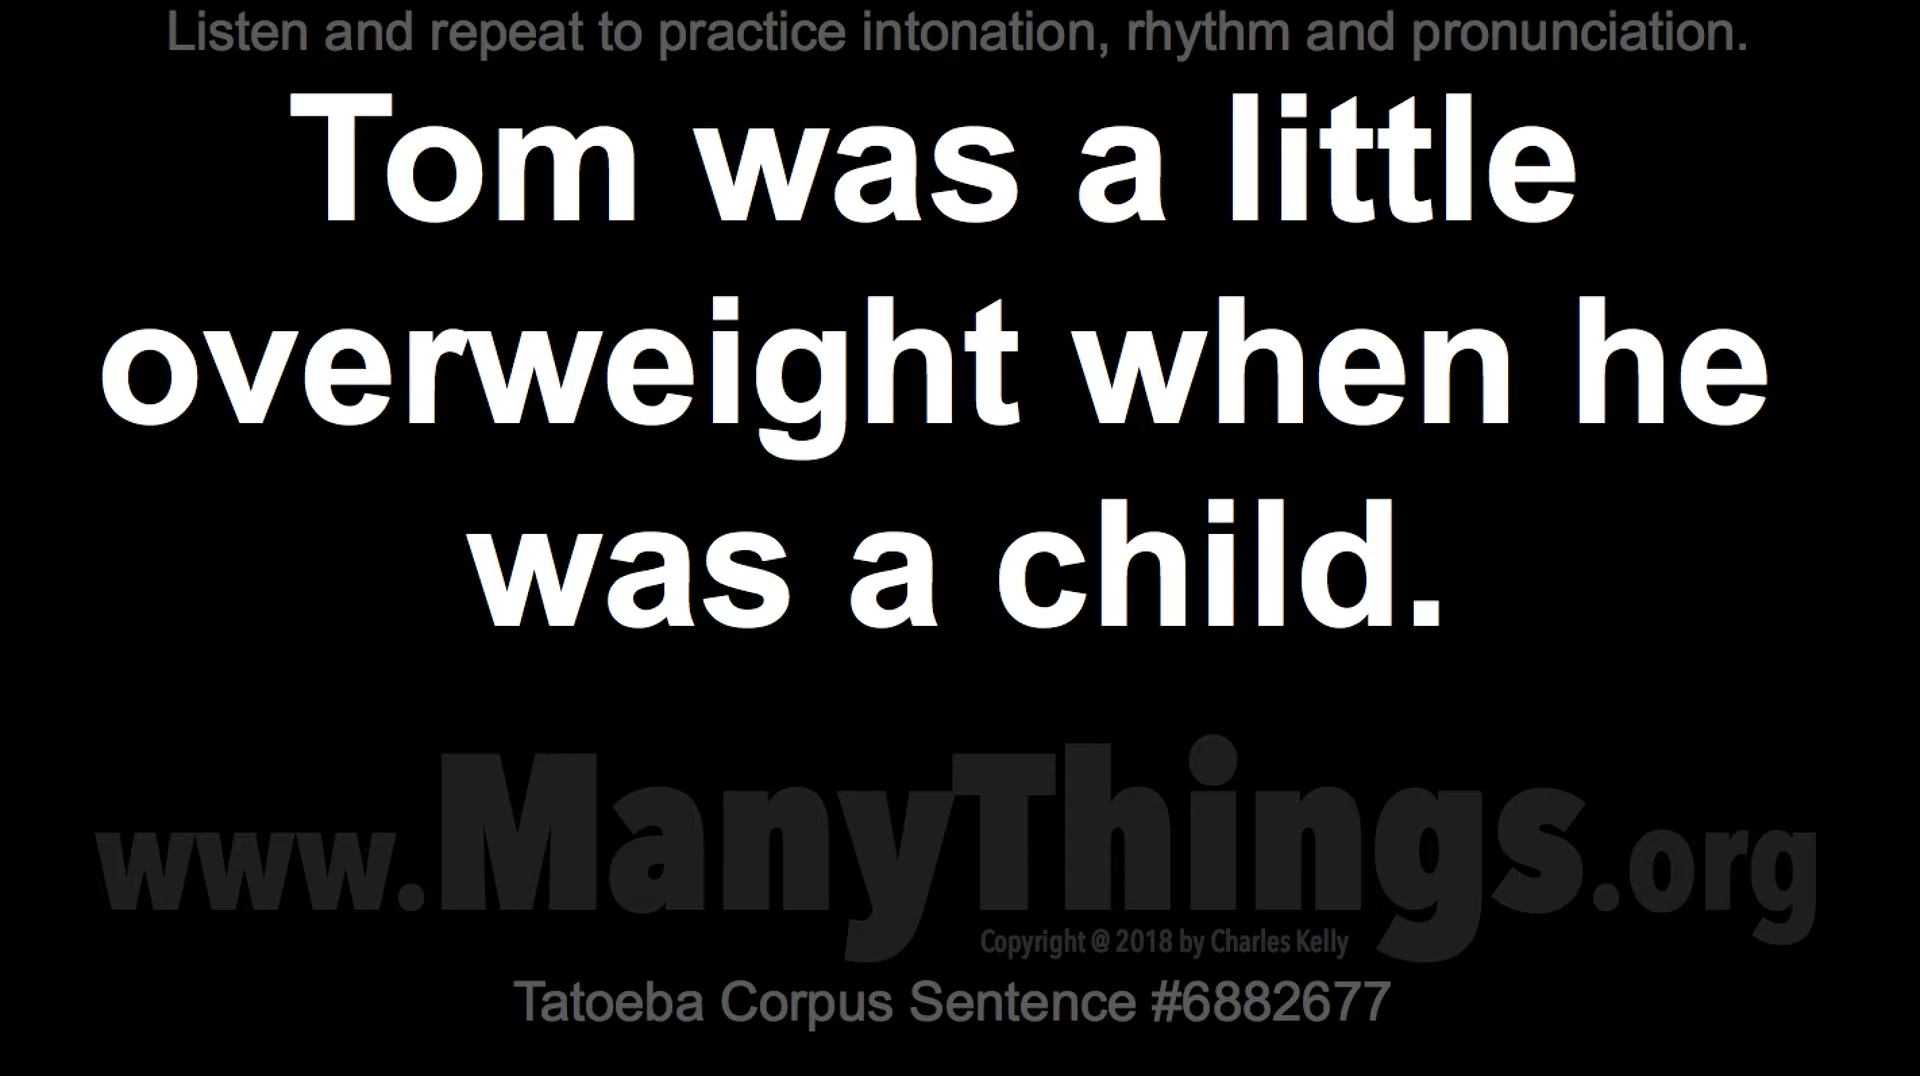 Listen and repeat to practice intonation, rhythm and pronunciation.
Tom was a little
overweight when he
was a child.
www.ManyThings.org
Copyright @ 2018 by Charles Kelly
Tatoeba Corpus Sentence #6882677